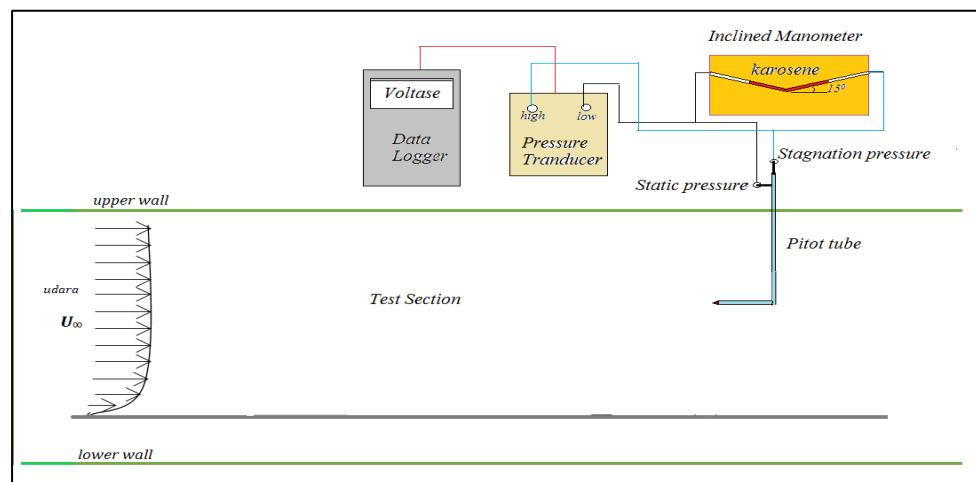 Inclined Manometer
karosene
15⁰
Voltase
Data
Logger
high
low
Pressure
Tranducer
Stagnation pressure
Static pressure
upper wall
Pitot tube
udara
U∞
Test Section
lower wall